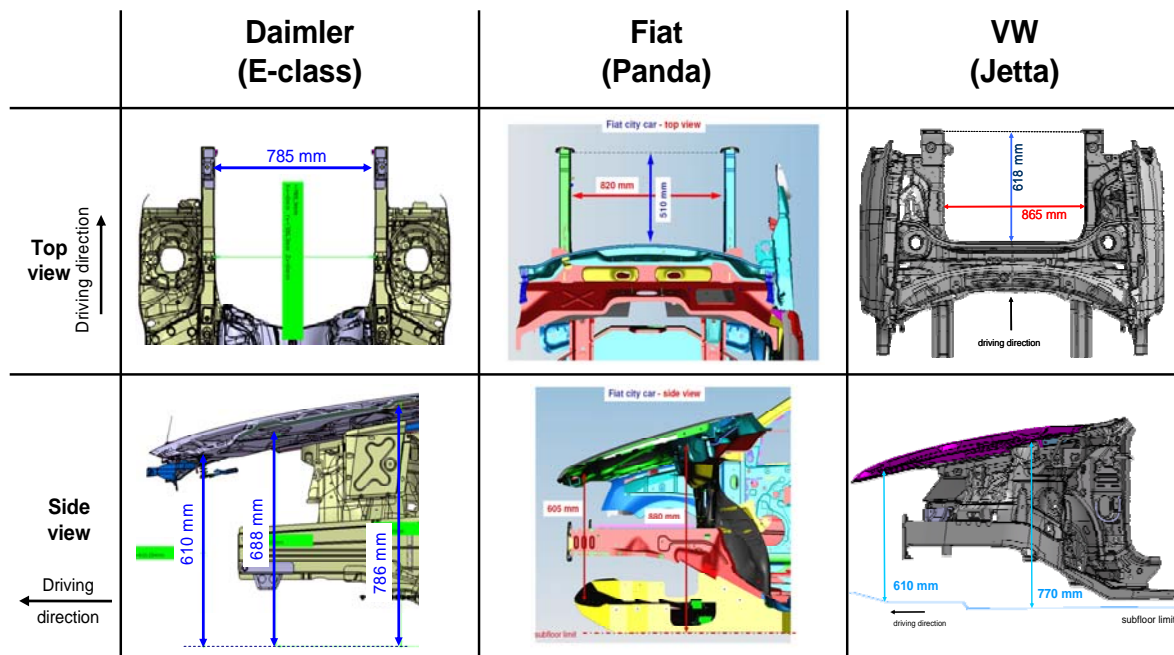 Daimler
(E-class)
Fiat
(Panda)
VW
(Jetta)
Top
view
Driving direction
785 mm
Fiat city car - top view
820 mm
510 mm
618 mm
865 mm
driving direction
Side
view
Driving
direction
610 mm
688 mm
786 mm
Fiat city car - side view
605 mm
880 mm
subfloor limit
610 mm
770 mm
driving direction
subfloor limit